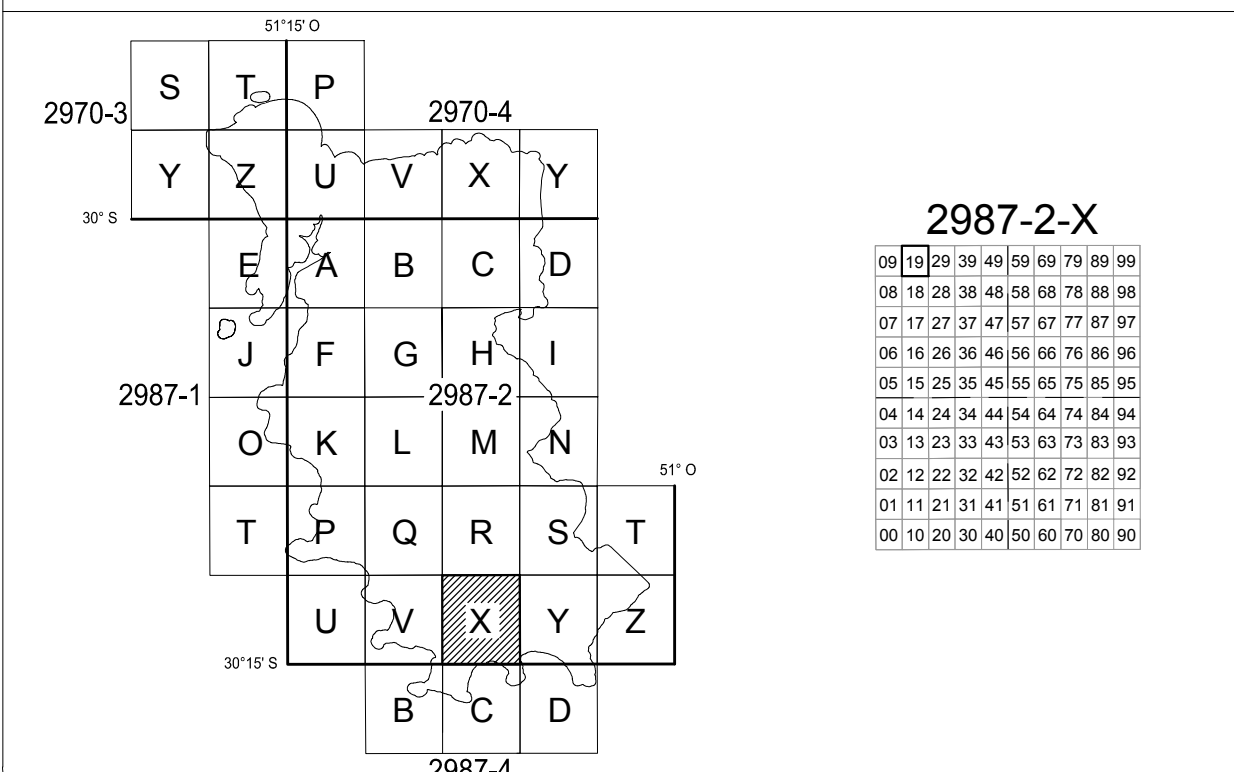 51°15' O
S T P
2970-3
2970-4
Y Z U V X Y
30° S
E A B C D
J F G H I
2987-1
2987-2
O K L M N
51° O
T P Q R S T
U V X Y Z
30°15' S
B C D
2987-4
2987-2-X
09 19 29 39 49 59 69 79 89 99
08 18 28 38 48 58 68 78 88 98
07 17 27 37 47 57 67 77 87 97
06 16 26 36 46 56 66 76 86 96
05 15 25 35 45 55 65 75 85 95
04 14 24 34 44 54 64 74 84 94
03 13 23 33 43 53 63 73 83 93
02 12 22 32 42 52 62 72 82 92
01 11 21 31 41 51 61 71 81 91
00 10 20 30 40 50 60 70 80 90